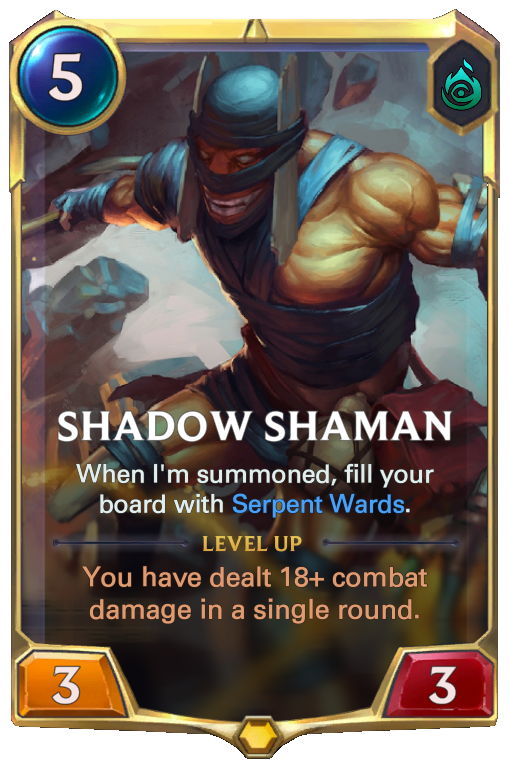 5
SHADOW SHAMAN
When I'm summoned, fill your
board with Serpent Wards.
LEVEL UP
You have dealt 18+ combat
damage in a single round.
3
3